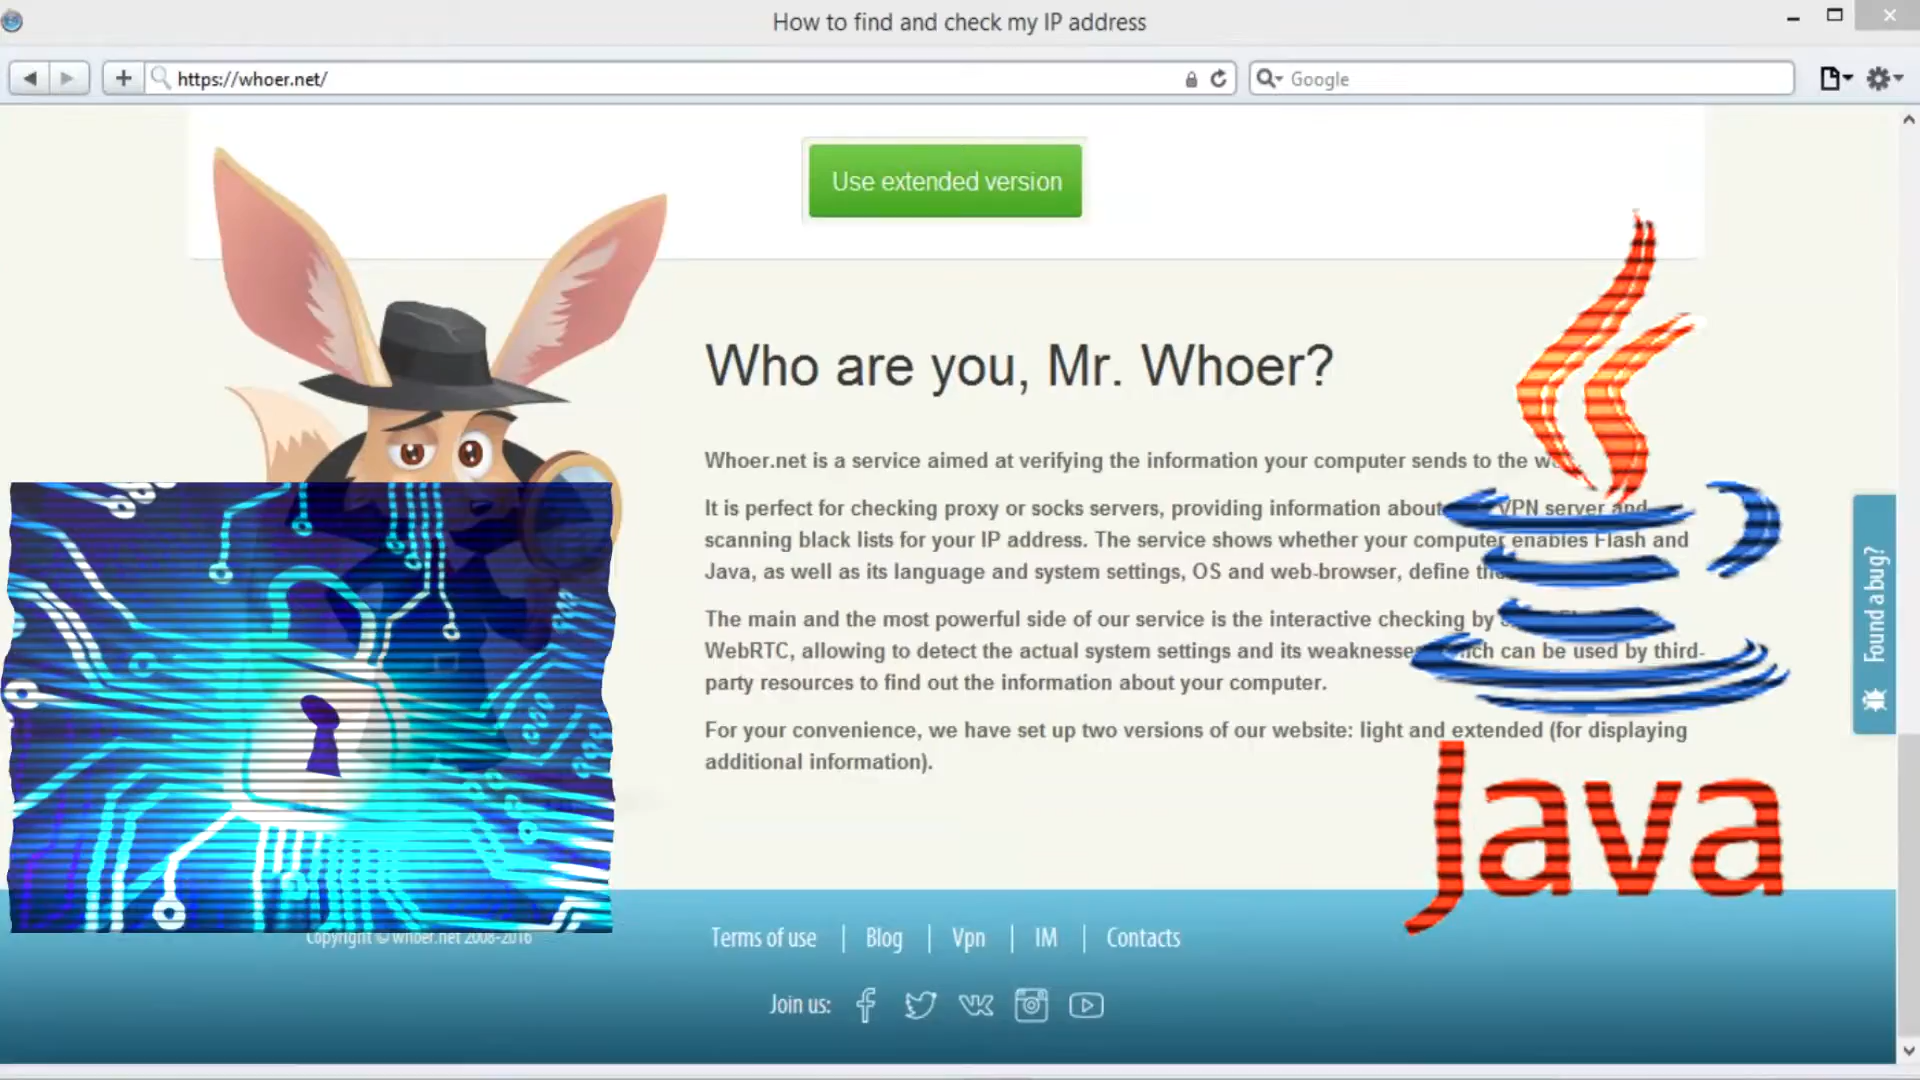 How to find and check my IP address
https://whoer.net/
Google
Use extended version
Who are you, Mr. Whoer?
Whoer.net is a service aimed at verifying the information your computer sends to the
It is perfect for checking proxy or socks servers, providing information about VPN server and
scanning black lists for your IP address. The service shows whether your computer enables Flash and
Java, as well as its language and system settings, OS and web-browser, define
The main and the most powerful side of our service is the interactive checking by
WebRTC, allowing to detect the actual system settings and its weaknesses, which can be used by third-
party resources to find out the information about your computer.
For your convenience, we have set up two versions of our website: light and extended (for displaying
additional information).
Found a bug?
Java
Copyright © whoer.net 2008-2016
Terms of use | Blog | Vpn | IM | Contacts
Join us: